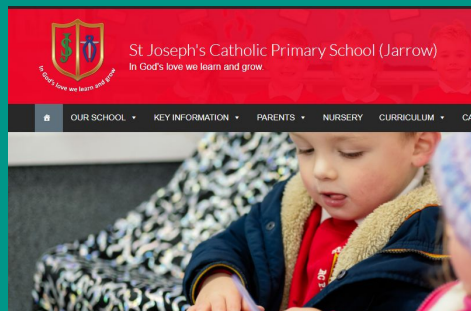 St Joseph's Catholic Primary School (Jarrow)
In God's love we learn and grow.
In God's love we learn and grow
OUR SCHOOL KEY INFORMATION PARENTS NURSERY CURRICULUM CA